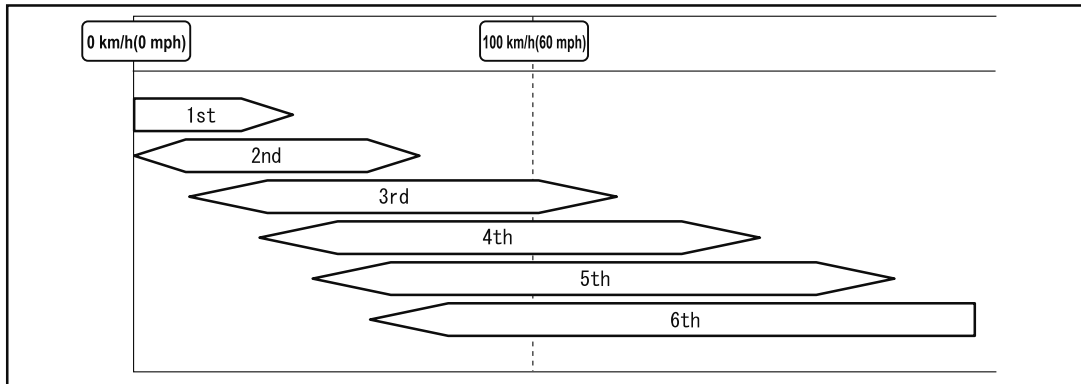 0 km/h(0 mph)
100 km/h(60 mph)
1st
2nd
3rd
4th
5th
6th